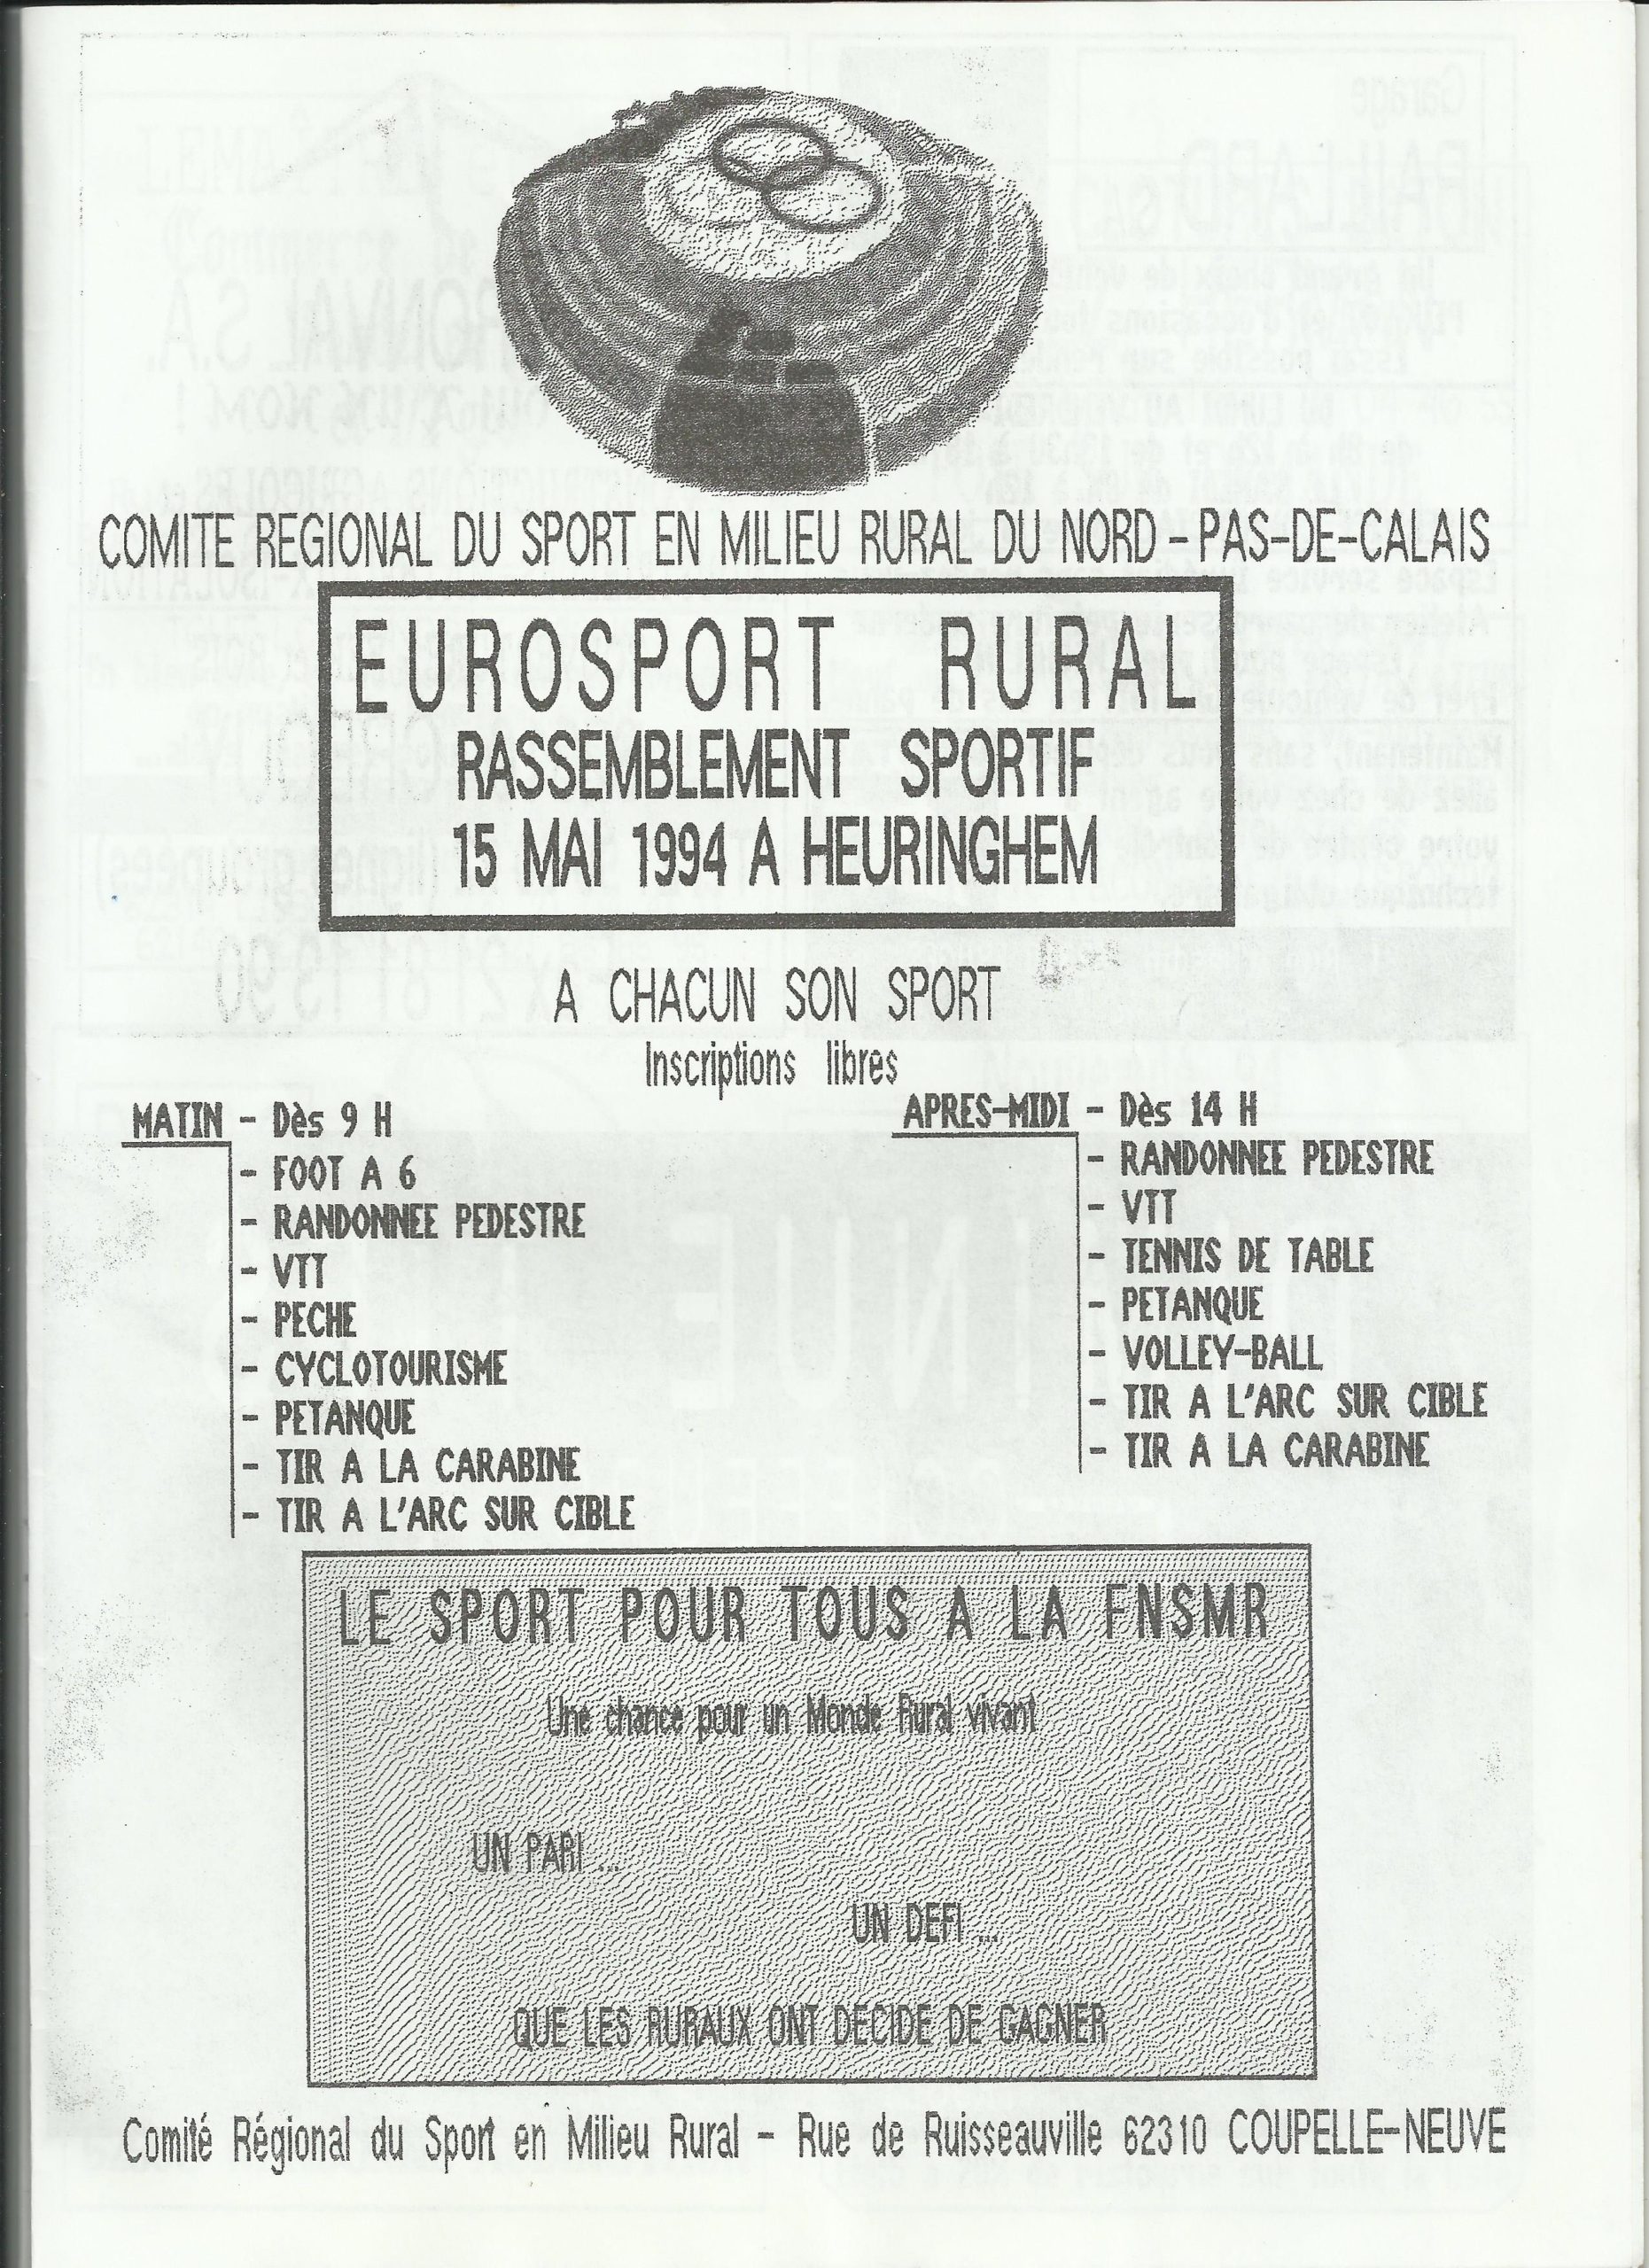 COMITE REGIONAL DU SPORT EN MILIEU RURAL DU NORD - PAS-DE-CALAIS
EUROSPORT RURAL
RASSEMBLEMENT SPORTIF
15 MAI 1994 A HEURINGHEM
A CHACUN SON SPORT
Inscriptions libres
MATIN - Dès 9 H
- FOOT A 6
- RANDONNEE PEDESTRE
- VTT
- PECHE
- CYCLOTOURISME
- PETANQUE
- TIR A LA CARABINE
- TIR A L'ARC SUR CIBLE
APRES-MIDI - Dès 14 H
- RANDONNEE PEDESTRE
- VTT
- TENNIS DE TABLE
- PETANQUE
- VOLLEY-BALL
- TIR A L'ARC SUR CIBLE
- TIR A LA CARABINE
LE SPORT POUR TOUS A LA FNSMR
Une chance pour un Monde Rural vivant
UN PARI ...
UN DEFI ...
QUE LES RURAUX ONT DECIDE DE GAGNER
Comité Régional du Sport en Milieu Rural - Rue de Ruisseauville 62310 COUPELLE-NEUVE